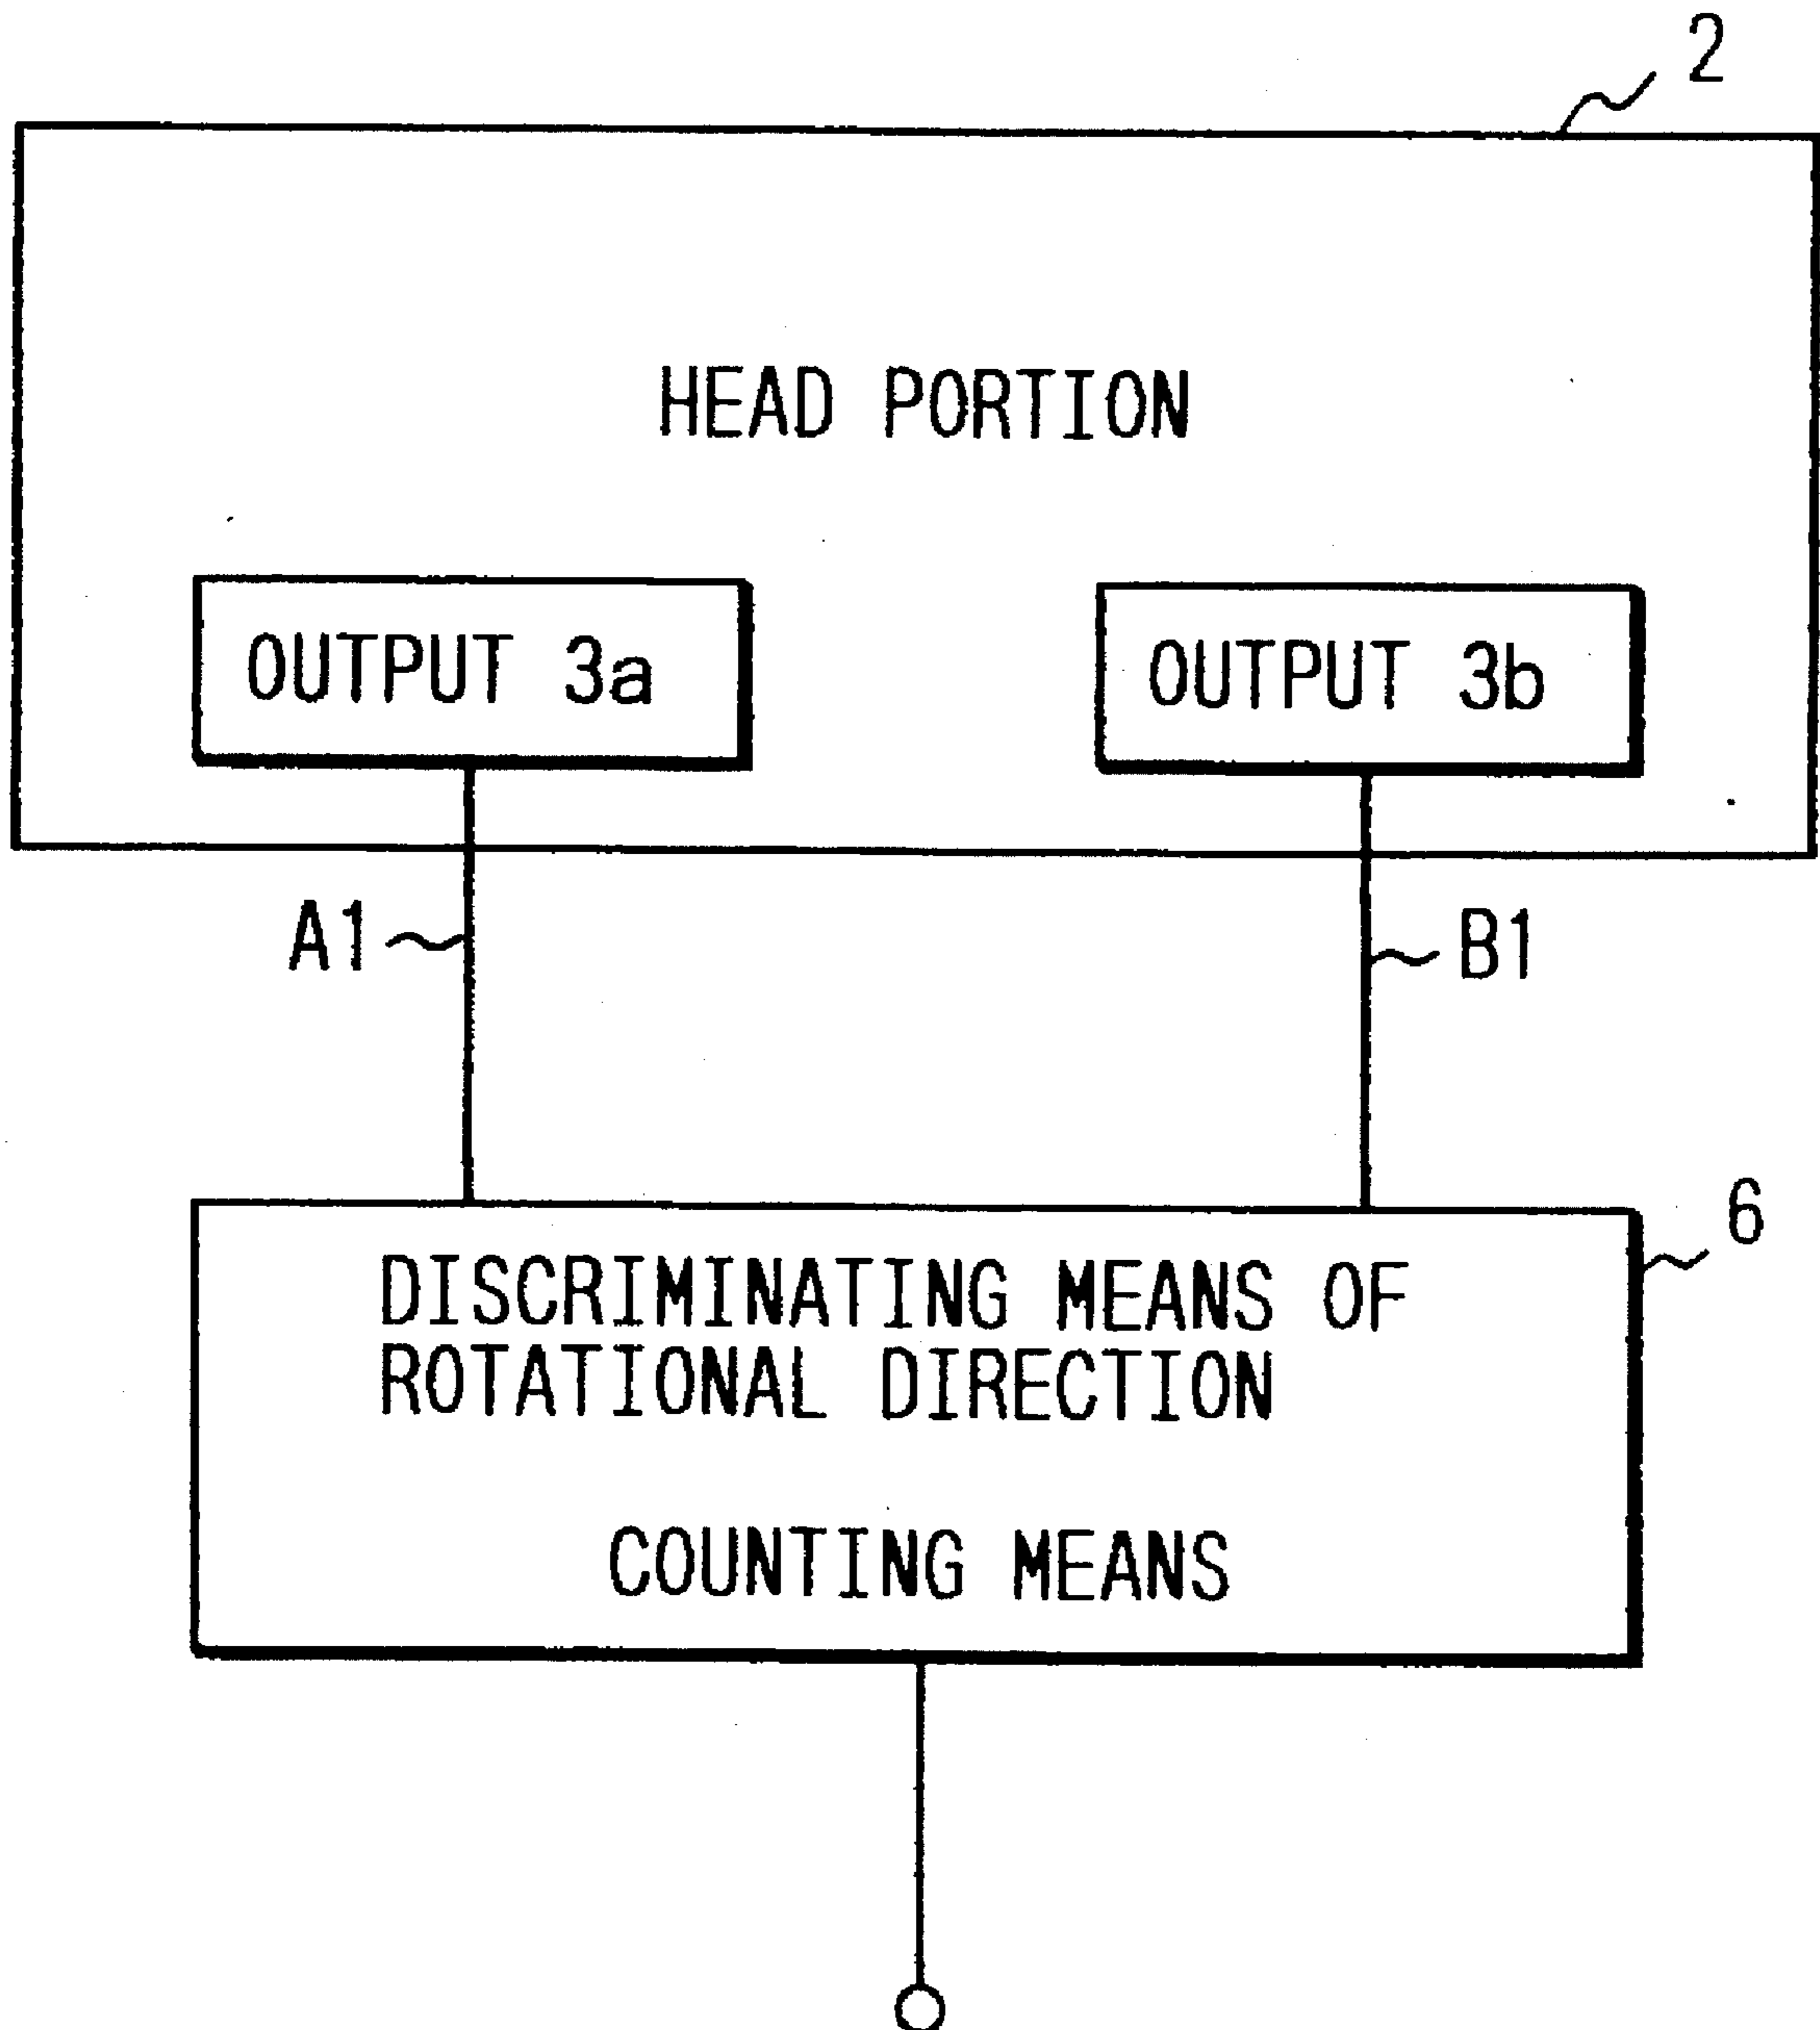 2
HEAD PORTION
OUTPUT 3a
OUTPUT 3b
A1
B1
6
DISCRIMINATING MEANS OF
ROTATIONAL DIRECTION
COUNTING MEANS